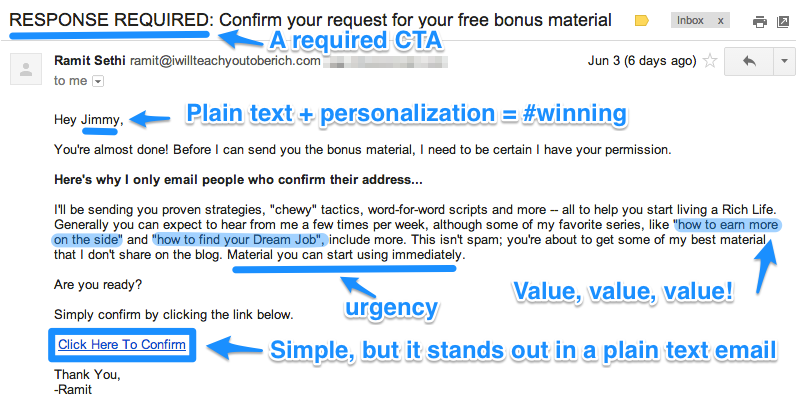 RESPONSE REQUIRED: Confirm your request for your free bonus material
Inbox x
A required CTA
Ramit Sethi ramit@iwillteachyoutoberich.com
Jun 3 (6 days ago)
to me
Hey Jimmy,
Plain text + personalization = #winning
You're almost done! Before I can send you the bonus material, I need to be certain I have your permission.
Here's why I only email people who confirm their address...
I'll be sending you proven strategies, "chewy" tactics, word-for-word scripts and more -- all to help you start living a Rich Life.
Generally you can expect to hear from me a few times per week, although some of my favorite series, like "how to earn more
on the side" and "how to find your Dream Job", include more. This isn't spam; you're about to get some of my best material
that I don't share on the blog. Material you can start using immediately.
Are you ready?
urgency
Value, value, value!
Simply confirm by clicking the link below.
Click Here To Confirm
Simple, but it stands out in a plain text email
Thank You,
-Ramit